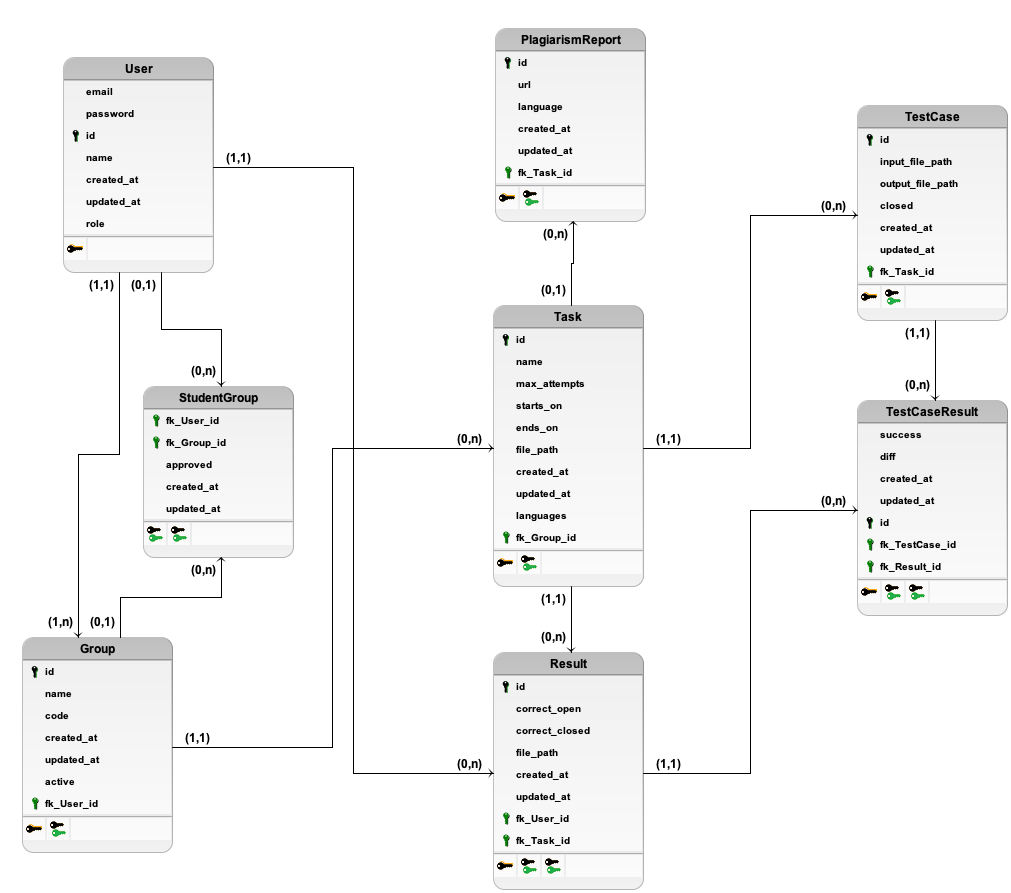 PlagiarismReport
id
url
language
created_at
updated_at
fk_Task_id
User
email
password
id
name
created_at
updated_at
role
(1,1)
(1,1)
(0,1)
(0,n)
(0,1)
TestCase
id
input_file_path
output_file_path
closed
created_at
updated_at
fk_Task_id
(0,n)
(1,1)
(0,n)
StudentGroup
fk_User_id
fk_Group_id
approved
created_at
updated_at
(0,n)
(0,n)
Task
id
name
max_attempts
starts_on
ends_on
file_path
created_at
updated_at
languages
fk_Group_id
(0,n)
(1,1)
(1,1)
(0,n)
TestCaseResult
success
diff
created_at
updated_at
id
fk_TestCase_id
fk_Result_id
(0,n)
(1,n)
(0,1)
Group
id
name
code
created_at
updated_at
active
fk_User_id
(1,1)
Result
id
correct_open
correct_closed
file_path
created_at
updated_at
fk_User_id
fk_Task_id
(0,n)
(1,1)